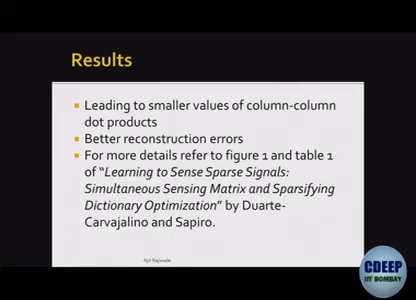 Results
Leading to smaller values of column-column
dot products
Better reconstruction errors
For more details refer to figure 1 and table 1
of “Learning to Sense Sparse Signals:
Simultaneous Sensing Matrix and Sparsifying
Dictionary Optimization” by Duarte-
Carvajalino and Sapiro.
Ajit Rajwade
CDEEP
IIT BOMBAY